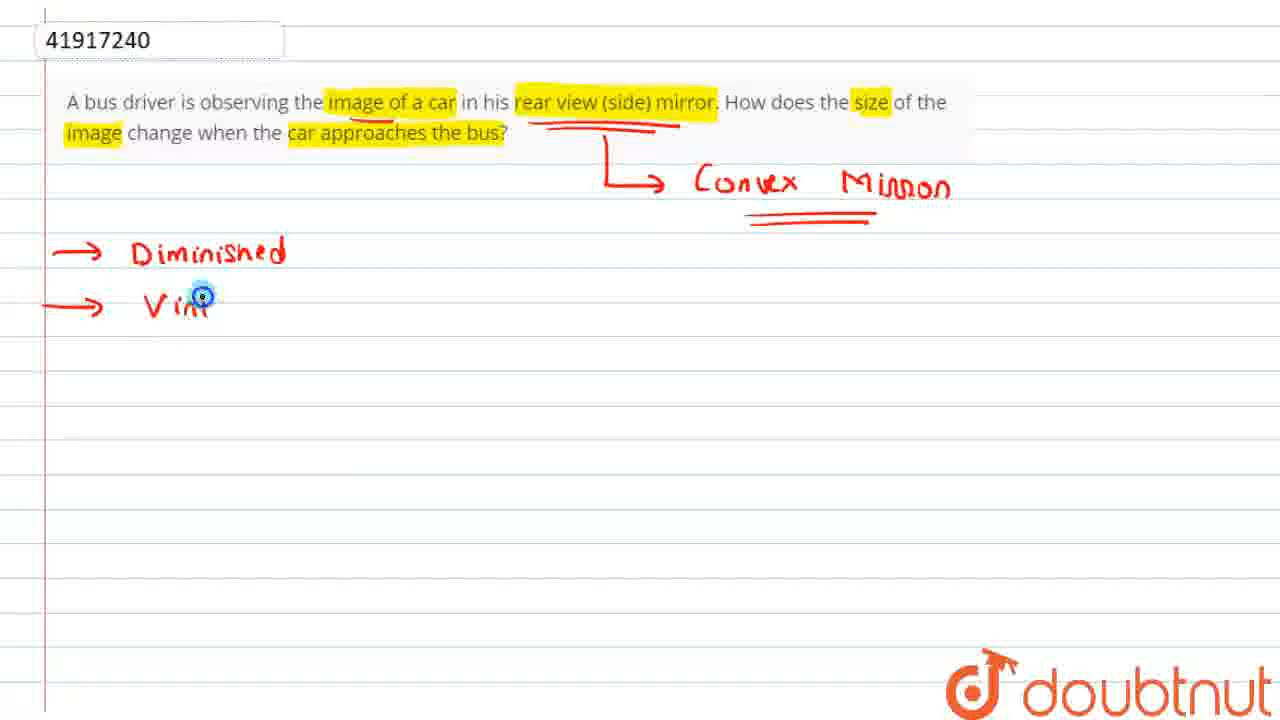 41917240
A bus driver is observing the image of a car in his rear view (side) mirror. How does the size of the
image change when the car approaches the bus?
→ Convex Mirror
→ Diminished
→ Virt
doubtnut